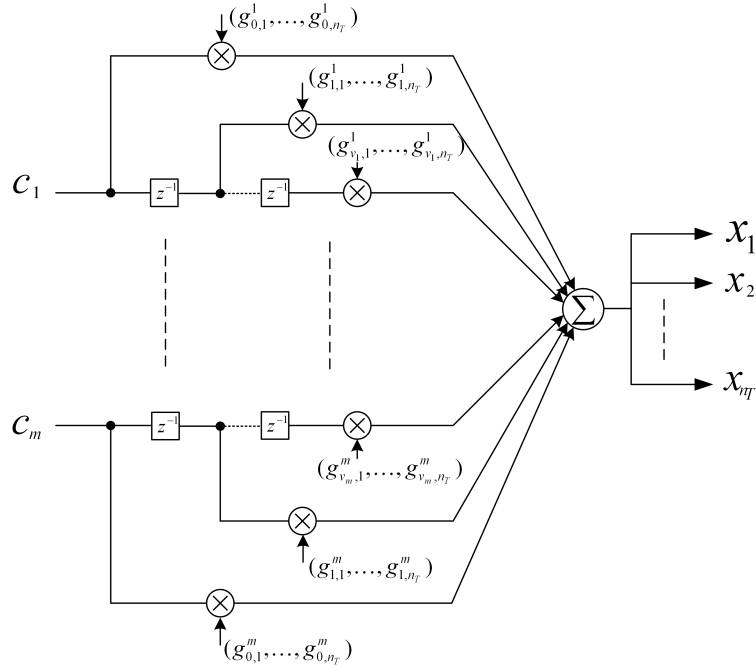 (g^1_{0,1},...,g^1_{0,n_T})
(g^1_{1,1},...,g^1_{1,n_T})
(g^1_{v_1,1},...,g^1_{v_1,n_T})
c_1
z^{-1}
z^{-1}
x_1
x_2
Σ
x_{n_T}
c_m
z^{-1}
z^{-1}
(g^m_{v_m,1},...,g^m_{v_m,n_T})
(g^m_{1,1},...,g^m_{1,n_T})
(g^m_{0,1},...,g^m_{0,n_T})